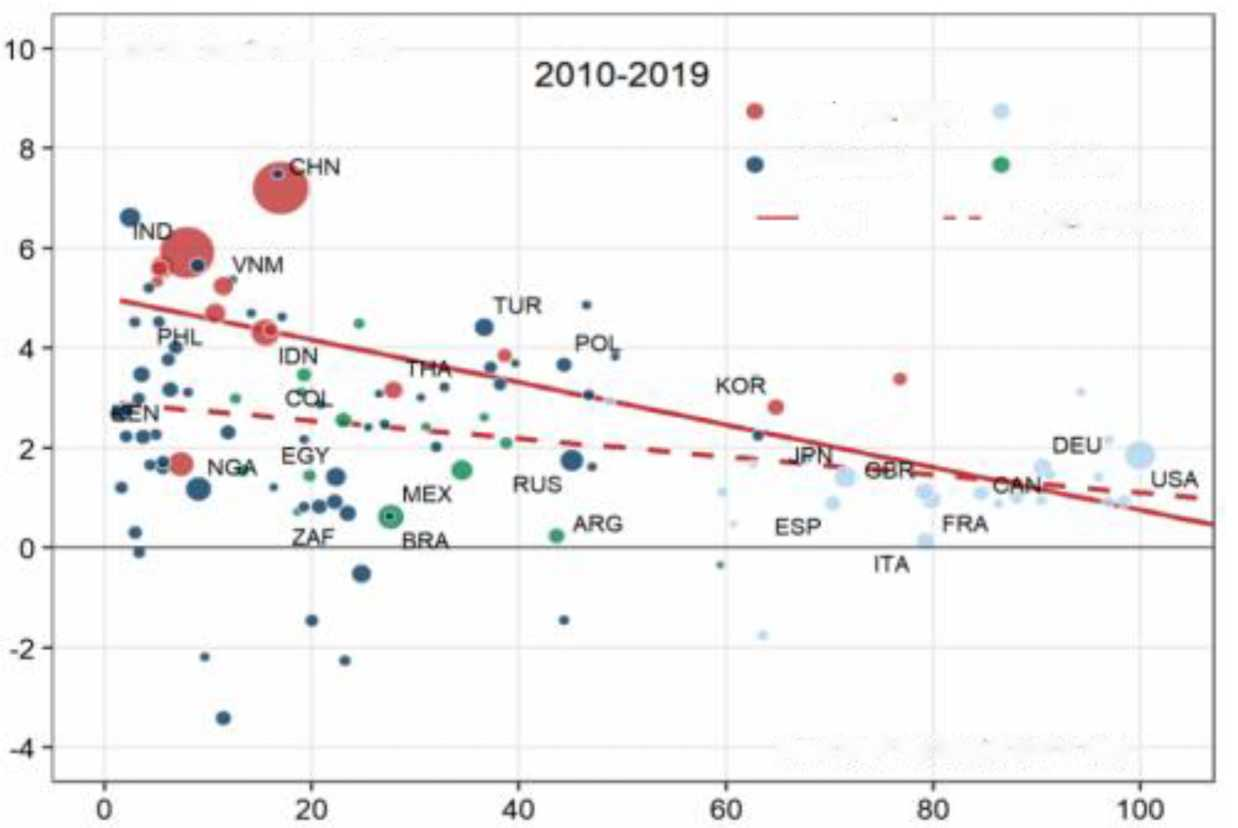 2010-2019
10
8
6
4
2
0
-2
-4
CHN
IND
VNM
TUR
PHL
IDN
POL
THA
KOR
COL
KEN
DEU
EGY
JPN
NGA
GBR
USA
RUS
CAN
MEX
ARG
ESP
FRA
ZAF
BRA
ITA
0 20 40 60 80 100